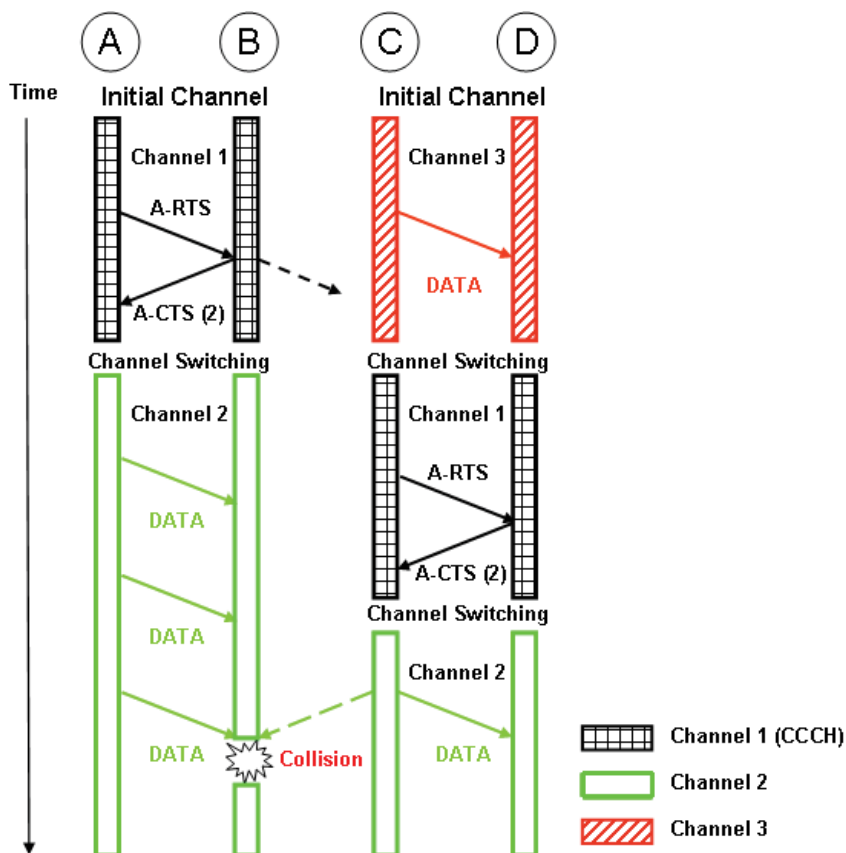 A B C D
Time Initial Channel Initial Channel
Channel 1 Channel 3
A-RTS
DATA
A-CTS (2)
Channel Switching Channel Switching
Channel 2 Channel 1
A-RTS
DATA
A-CTS (2)
Channel Switching
DATA
Channel 2
DATA Collision DATA
Channel 1 (CCCH)
Channel 2
Channel 3